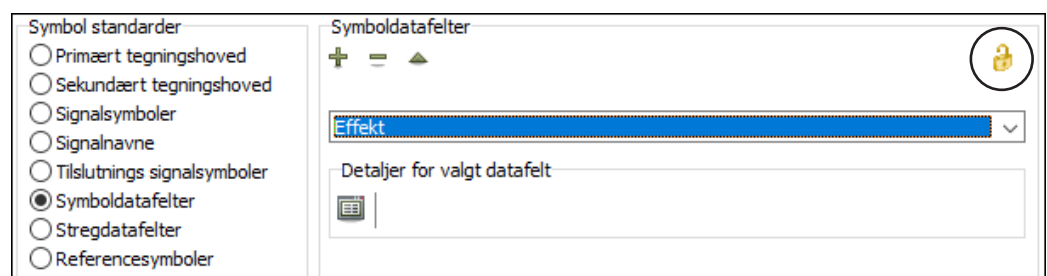 Symbol standarder
Primært tegningshoved
Sekundært tegningshoved
Signalsymboler
Signalnavne
Tilslutnings signalsymboler
Symboldatafelter
Stregdatafelter
Referencesymboler
Symboldatafelter
Effekt
Detaljer for valgt datafelt